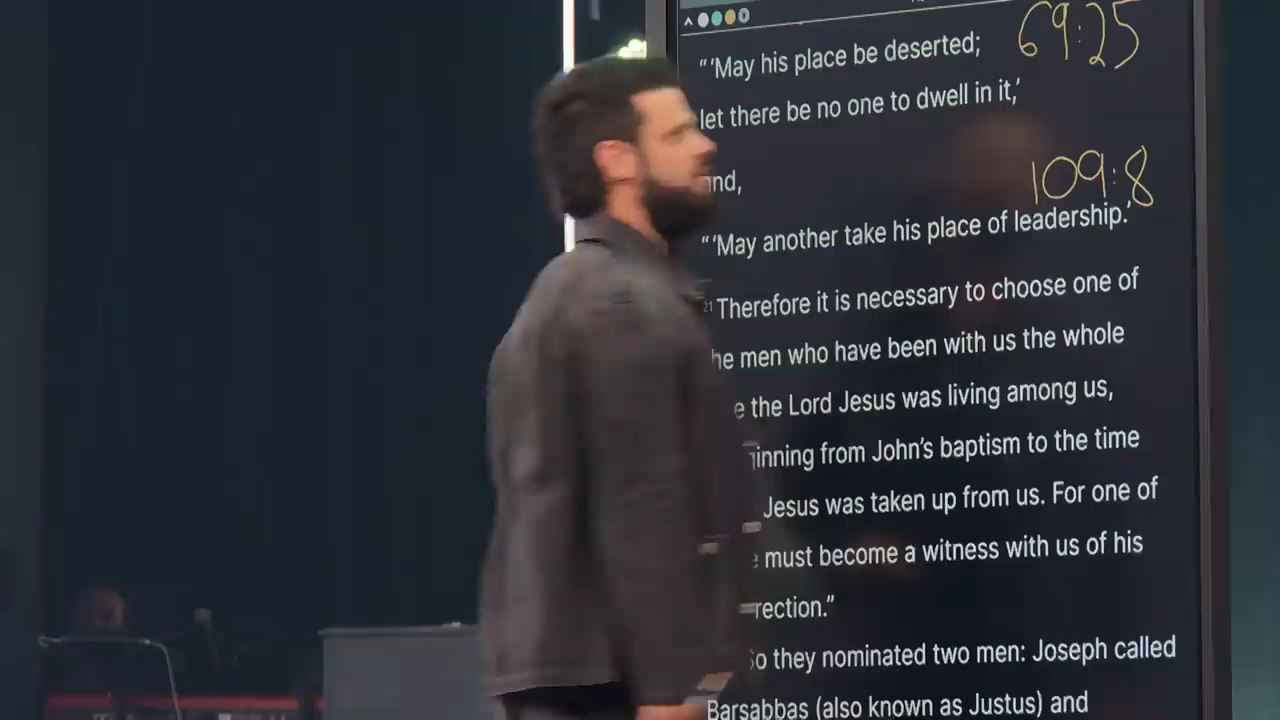 “‘May his place be deserted; 69:25
let there be no one to dwell in it,’
and, 109:8
“‘May another take his place of leadership.’
21 Therefore it is necessary to choose one of
he men who have been with us the whole
e the Lord Jesus was living among us,
ginning from John’s baptism to the time
Jesus was taken up from us. For one of
e must become a witness with us of his
rrection.”
So they nominated two men: Joseph called
Barsabbas (also known as Justus) and